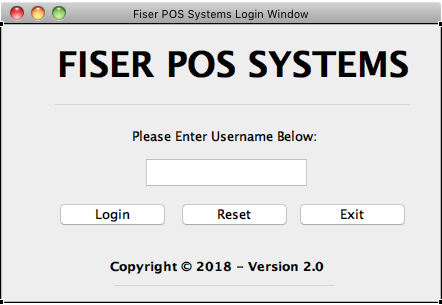 Fiser POS Systems Login Window
FISER POS SYSTEMS
Please Enter Username Below:
Login Reset Exit
Copyright © 2018 - Version 2.0